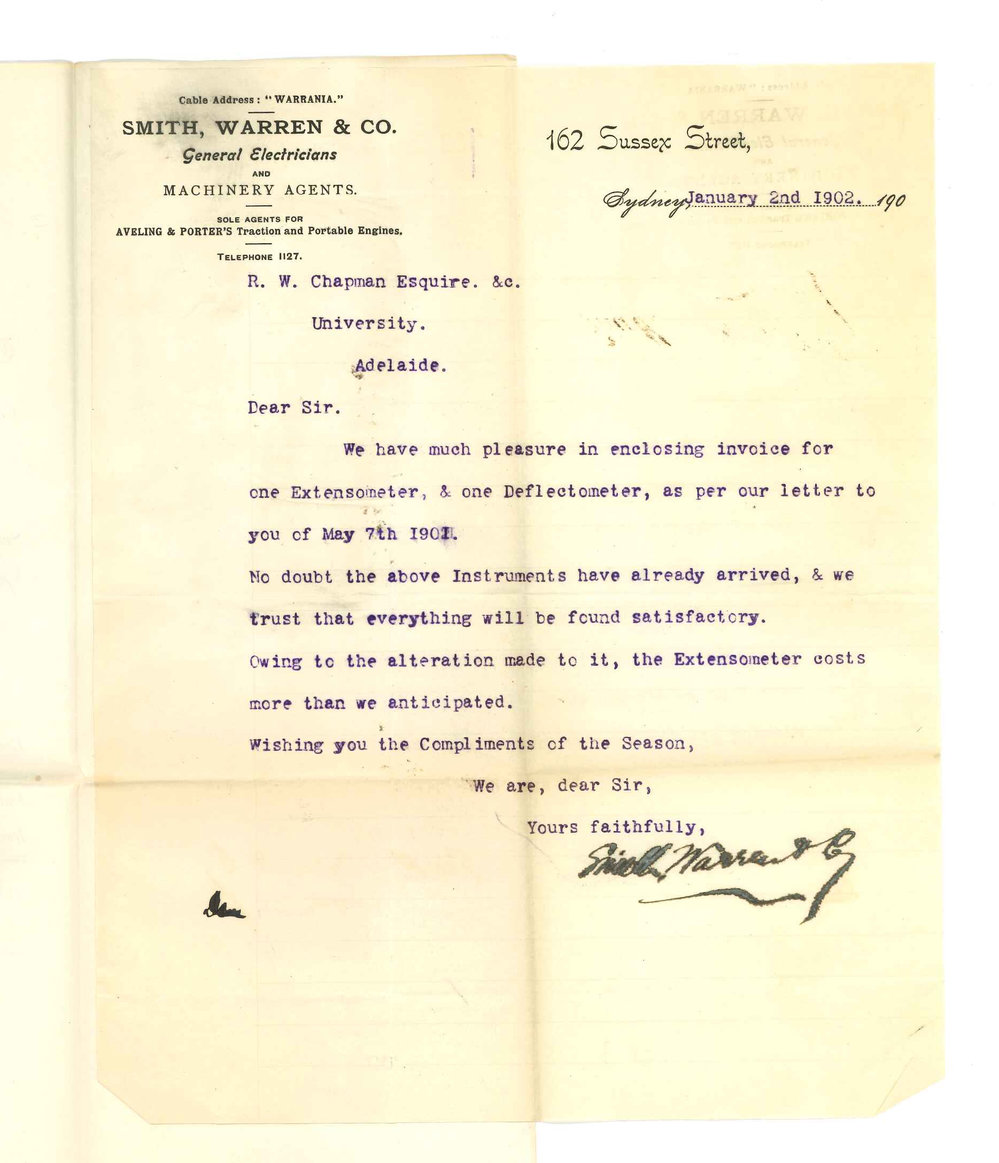 Cable Address: "WARRANIA."
SMITH, WARREN & CO.
General Electricians
AND
MACHINERY AGENTS.
SOLE AGENTS FOR
AVELING & PORTER'S Traction and Portable Engines.
TELEPHONE 1127.
162 Sussex Street,
Sydney, January 2nd 1902. 190
R. W. Chapman Esquire. &c.
University.
Adelaide.
Dear Sir.
We have much pleasure in enclosing invoice for
one Extensometer, & one Deflectometer, as per our letter to
you of May 7th 1901.
No doubt the above Instruments have already arrived, & we
trust that everything will be found satisfactory.
Owing to the alteration made to it, the Extensometer costs
more than we anticipated.
Wishing you the Compliments of the Season,
We are, dear Sir,
Yours faithfully,
Smith, Warren & Co